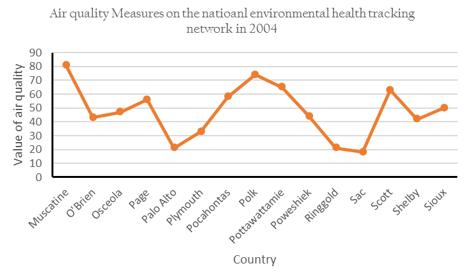 Air quality Measures on the natioanl environmental health tracking
network in 2004
Value of air quality
90
80
70
60
50
40
30
20
10
0
Muscatine
O'Brien
Osceola
Page
Palo Alto
Plymouth
Pocahontas
Polk
Pottawattamie
Poweshiek
Ringgold
Sac
Scott
Shelby
Sioux
Country